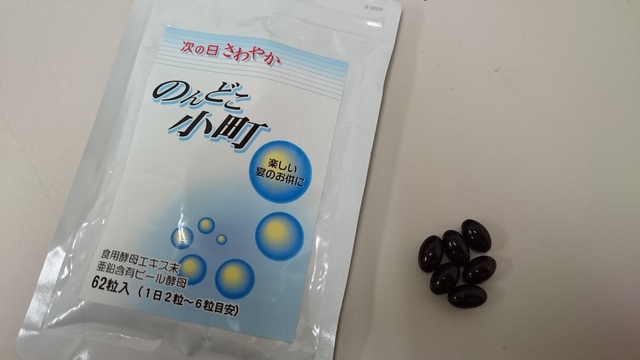 次の日 さわやか
のんどこ
小町
楽しい
宴のお供に
食用酵母エキス末
亜鉛含有ビール酵母
62粒入（1日2粒～6粒目安）